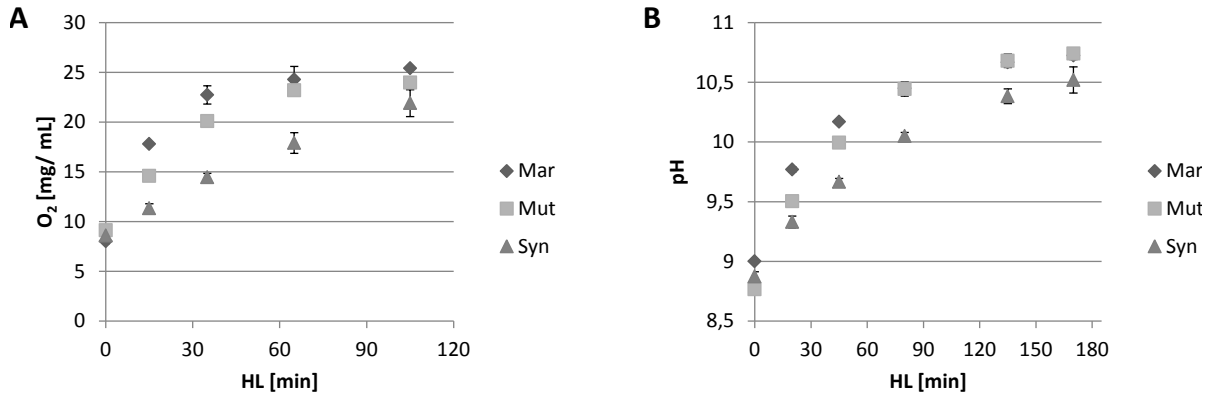 A
O₂ [mg/ mL]
30
25
20
15
10
5
0
0 30 60 90 120
HL [min]
Mar
Mut
Syn
B
pH
11
10,5
10
9,5
9
8,5
0 30 60 90 120 150 180
HL [min]
Mar
Mut
Syn